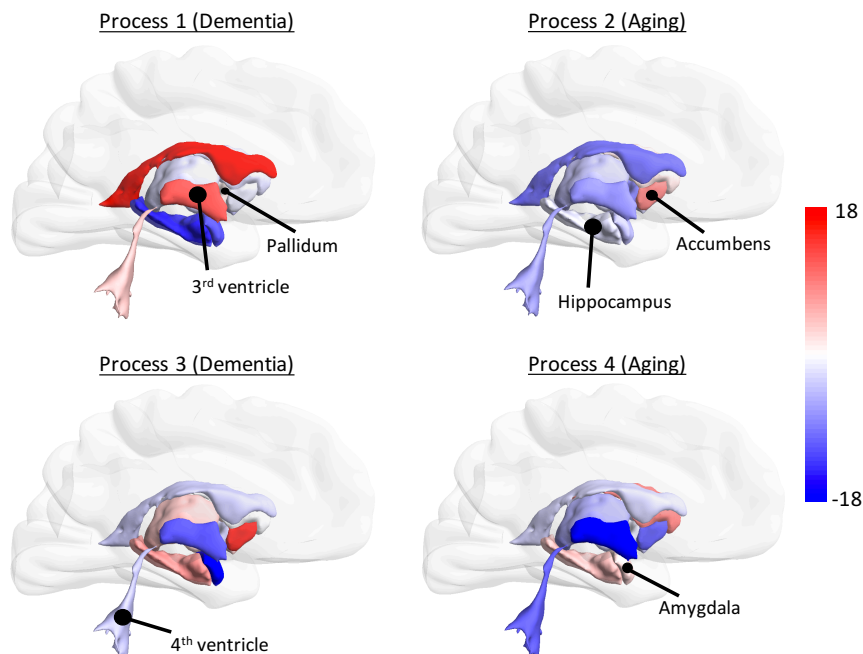 Process 1 (Dementia)
Process 2 (Aging)
Pallidum
3rd ventricle
Accumbens
Hippocampus
18
-18
Process 3 (Dementia)
Process 4 (Aging)
4th ventricle
Amygdala